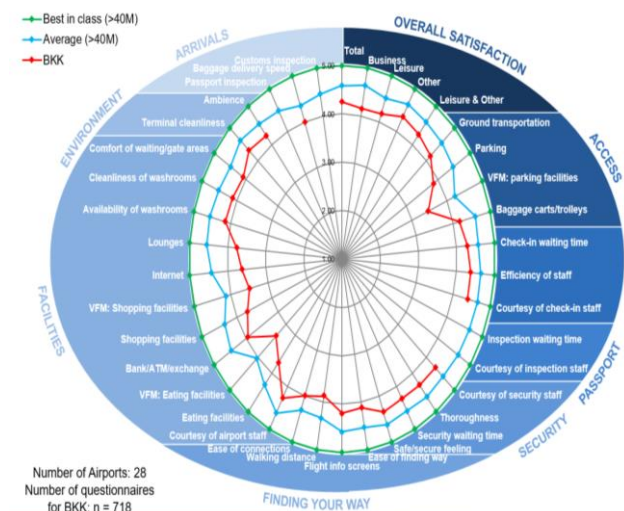 Best in class (>40M)
Average (>40M)
BKK
OVERALL SATISFACTION
ACCESS
PASSPORT
SECURITY
FINDING YOUR WAY
FACILITIES
ENVIRONMENT
ARRIVALS
Total
Business
Leisure
Other
Leisure & Other
Ground transportation
Parking
VFM: parking facilities
Baggage carts/trolleys
Check-in waiting time
Efficiency of staff
Courtesy of check-in staff
Inspection waiting time
Courtesy of inspection staff
Courtesy of security staff
Thoroughness
Security waiting time
Safe/secure feeling
Ease of finding way
Flight info screens
Walking distance
Ease of connections
Courtesy of airport staff
Eating facilities
VFM: Eating facilities
Bank/ATM/exchange
Shopping facilities
VFM: Shopping facilities
Internet
Lounges
Availability of washrooms
Cleanliness of washrooms
Comfort of waiting/gate areas
Terminal cleanliness
Ambience
Passport inspection
Baggage delivery speed
Customs inspection
5.00
4.00
3.00
2.00
1.00
Number of Airports: 28
Number of questionnaires
for BKK: n = 718